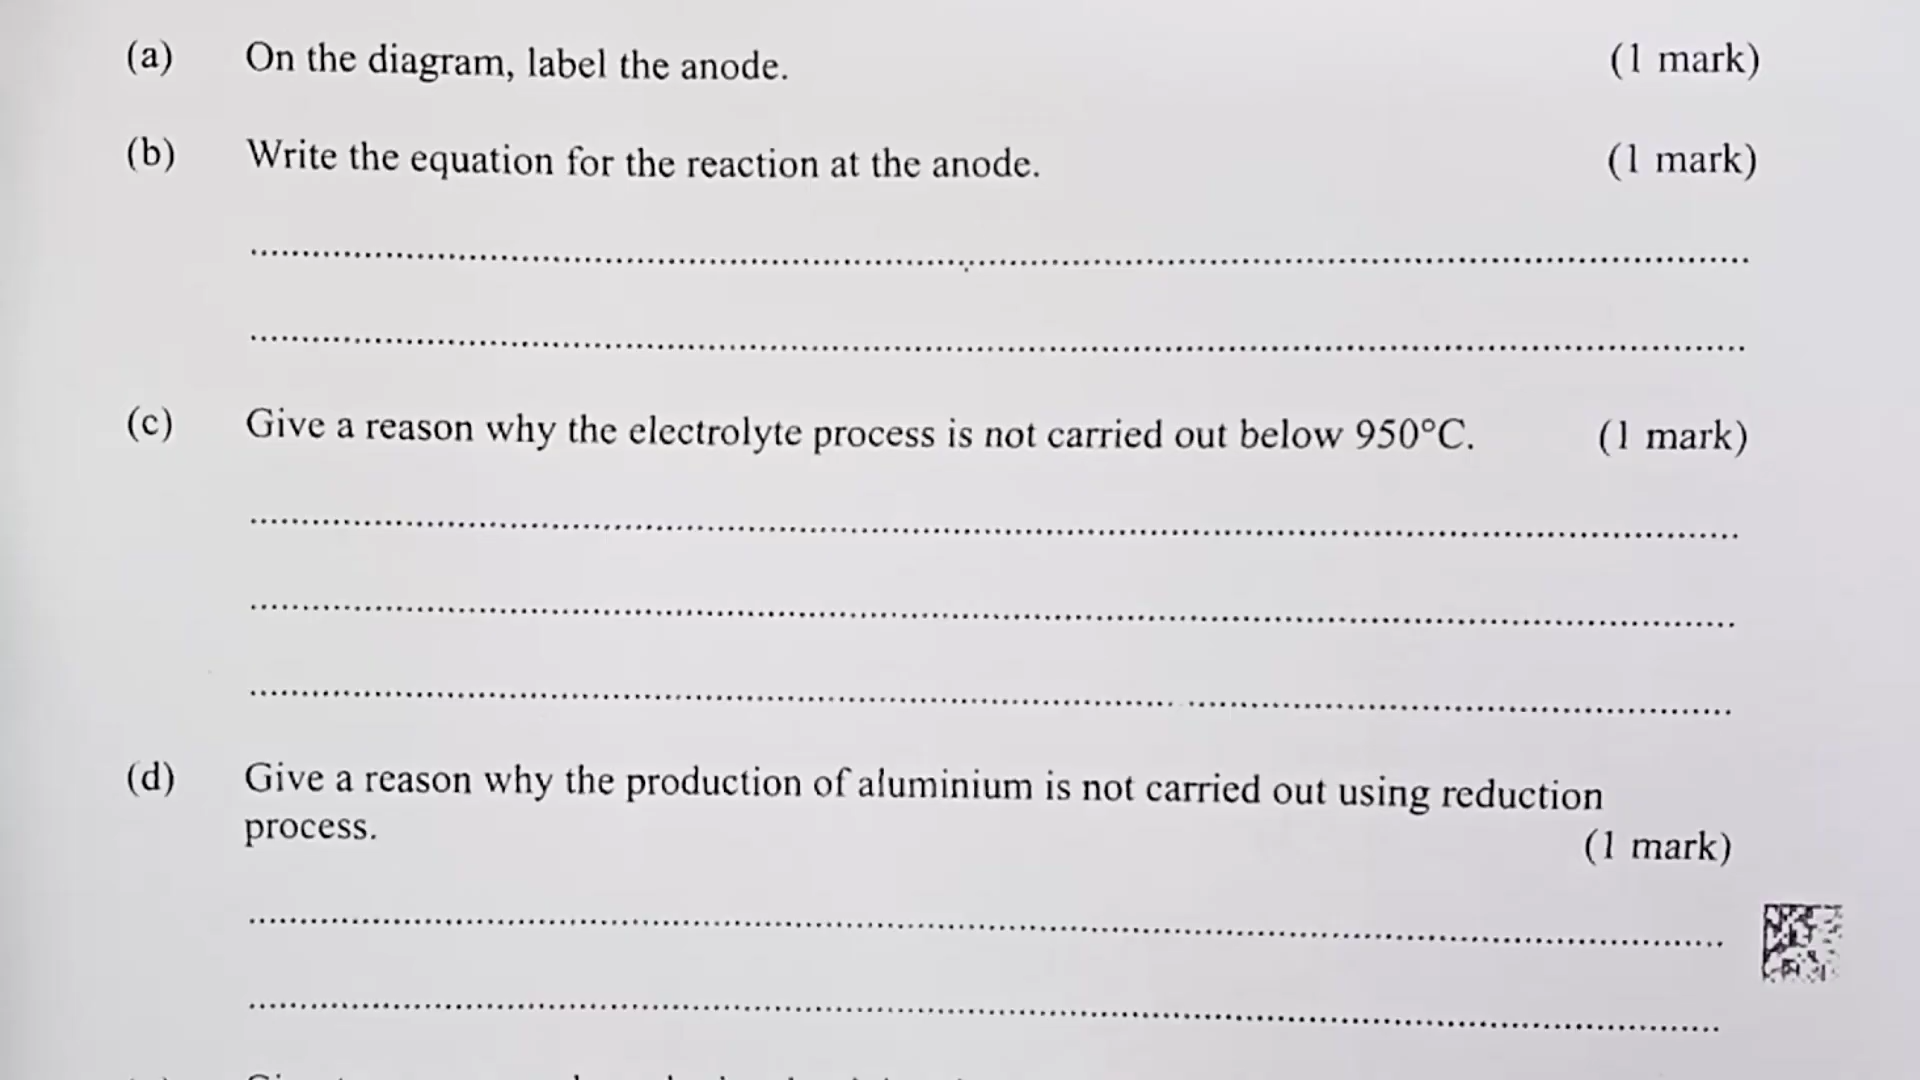 (a) On the diagram, label the anode. (1 mark)
(b) Write the equation for the reaction at the anode. (1 mark)
(c) Give a reason why the electrolyte process is not carried out below 950°C. (1 mark)
(d) Give a reason why the production of aluminium is not carried out using reduction
process. (1 mark)